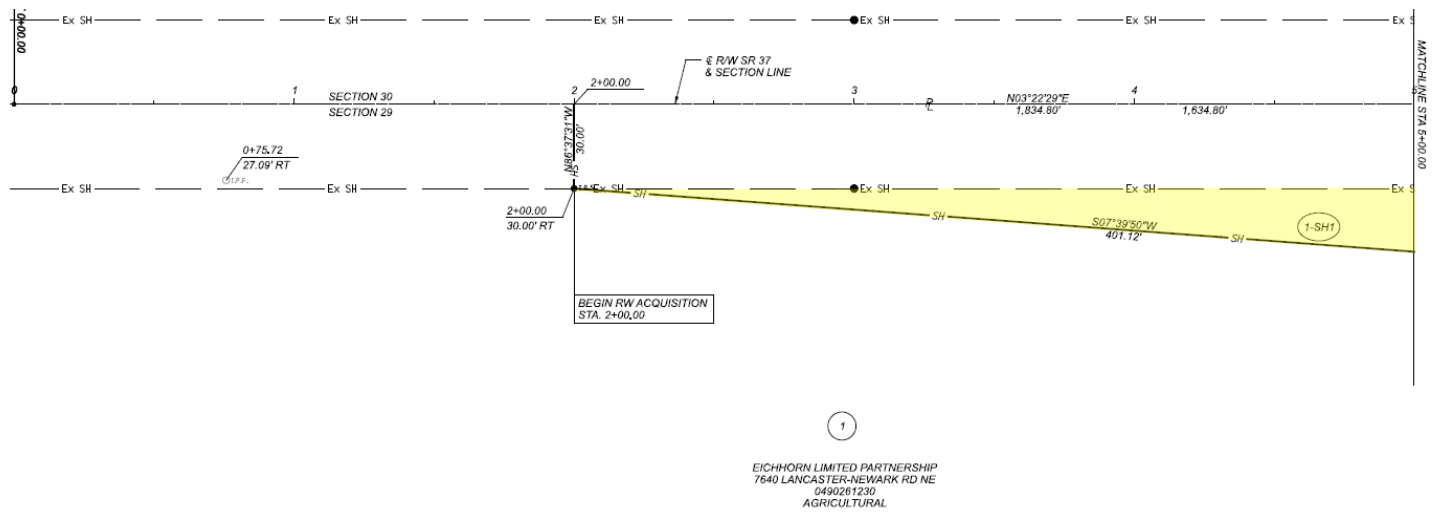 Ex SH
Ex SH
Ex SH
Ex SH
Ex S
0+00.00
MATCHLINE STA 5+00.00
℄ R/W SR 37
& SECTION LINE
2+00.00
0
1
2
3
4
SECTION 30
SECTION 29
N03°22'29"E
1,834.80'
1,634.80'
N86°37'31"W
30.00'
SH
0+75.72
27.09' RT
I.P.F.
Ex SH
Ex SH
Ex SH
Ex SH
Ex SH
Ex S
2+00.00
30.00' RT
SH
SH
S07°39'50"W
401.12'
SH
1-SH1
BEGIN RW ACQUISITION
STA. 2+00.00
1
EICHHORN LIMITED PARTNERSHIP
7640 LANCASTER-NEWARK RD NE
0490261230
AGRICULTURAL